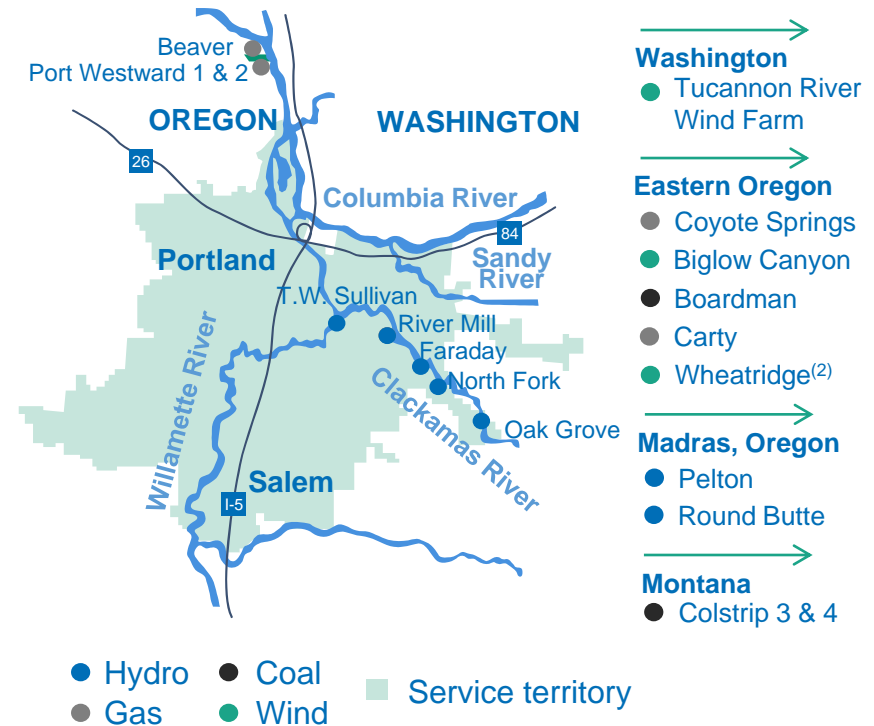 Beaver
Port Westward 1 & 2
OREGON
WASHINGTON
26
Columbia River
84
Portland
Sandy
River
T.W. Sullivan
River Mill
Faraday
North Fork
Oak Grove
Willamette River
Clackamas River
Salem
I-5
Washington
Tucannon River
Wind Farm
Eastern Oregon
Coyote Springs
Biglow Canyon
Boardman
Carty
Wheatridge(2)
Madras, Oregon
Pelton
Round Butte
Montana
Colstrip 3 & 4
Hydro
Coal
Gas
Wind
Service territory